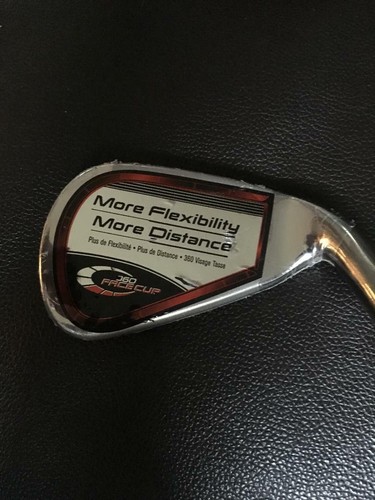 More Flexibility
More Distance
Plus de Flexibilité • Plus de Distance • 360 Visage Tasse
360
FACE CUP